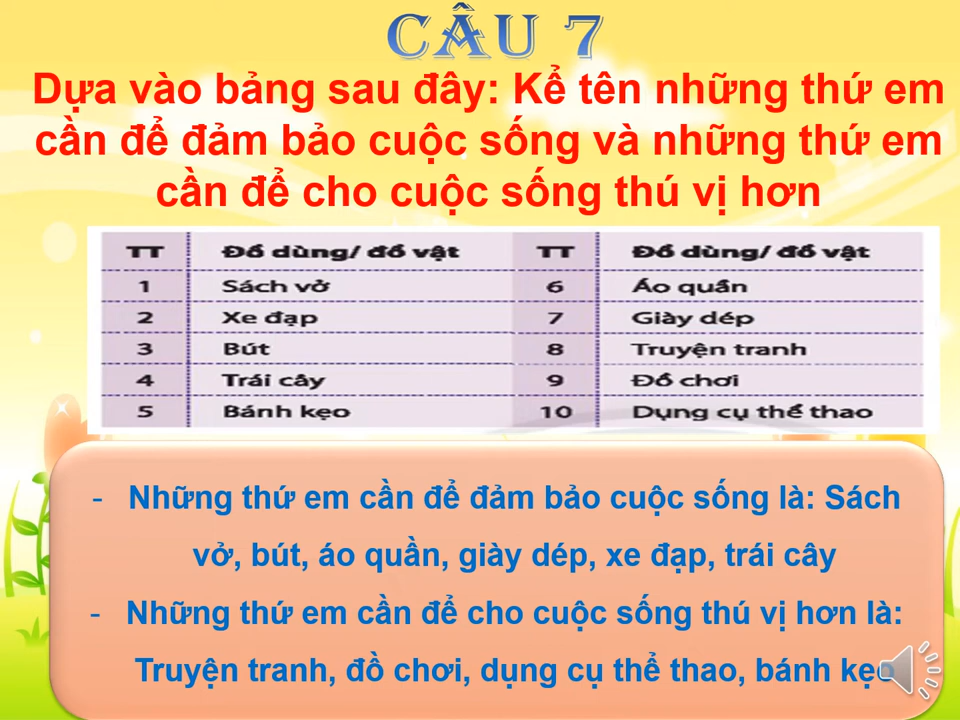 CÂU 7
Dựa vào bảng sau đây: Kể tên những thứ em
cần để đảm bảo cuộc sống và những thứ em
cần để cho cuộc sống thú vị hơn
TT Đồ dùng/ đồ vật TT Đồ dùng/ đồ vật
1 Sách vở 6 Áo quần
2 Xe đạp 7 Giày dép
3 Bút 8 Truyện tranh
4 Trái cây 9 Đồ chơi
5 Bánh kẹo 10 Dụng cụ thể thao
- Những thứ em cần để đảm bảo cuộc sống là: Sách
vở, bút, áo quần, giày dép, xe đạp, trái cây
- Những thứ em cần để cho cuộc sống thú vị hơn là:
Truyện tranh, đồ chơi, dụng cụ thể thao, bánh kẹo